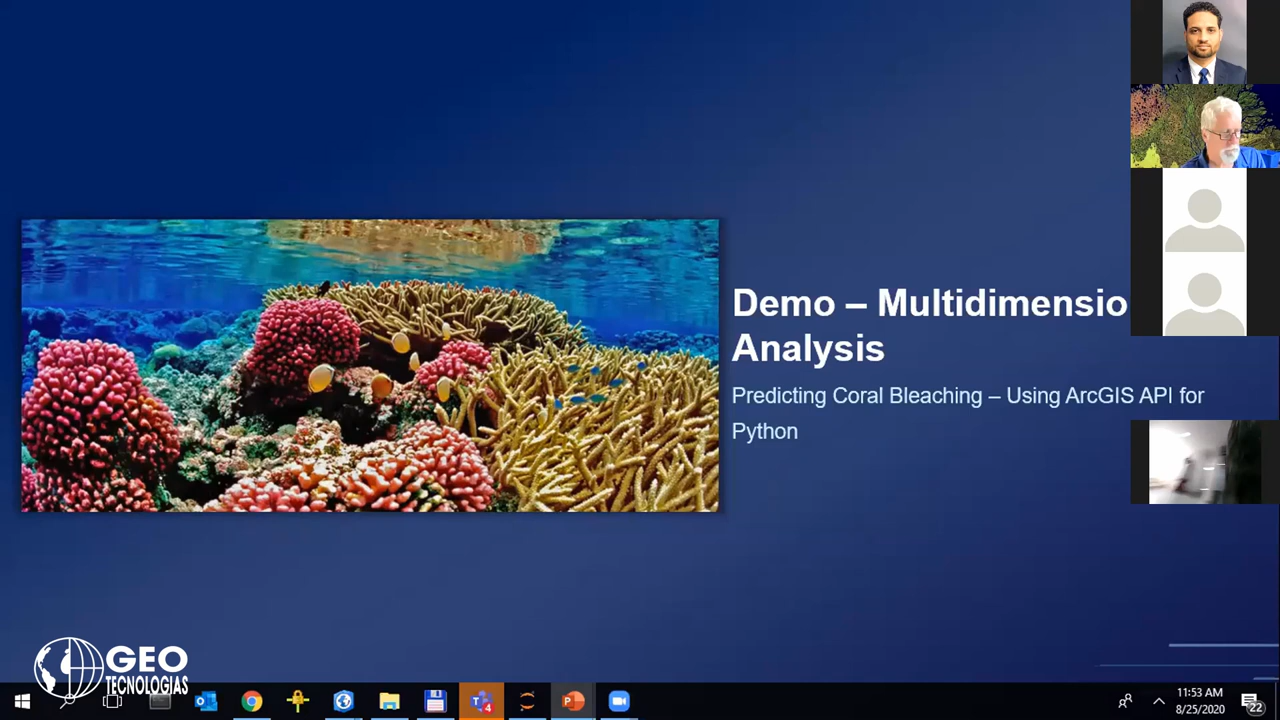 Demo – Multidimensio
Analysis
Predicting Coral Bleaching – Using ArcGIS API for
Python
GEO
TECNOLOGIAS
4
11:53 AM
8/25/2020
22